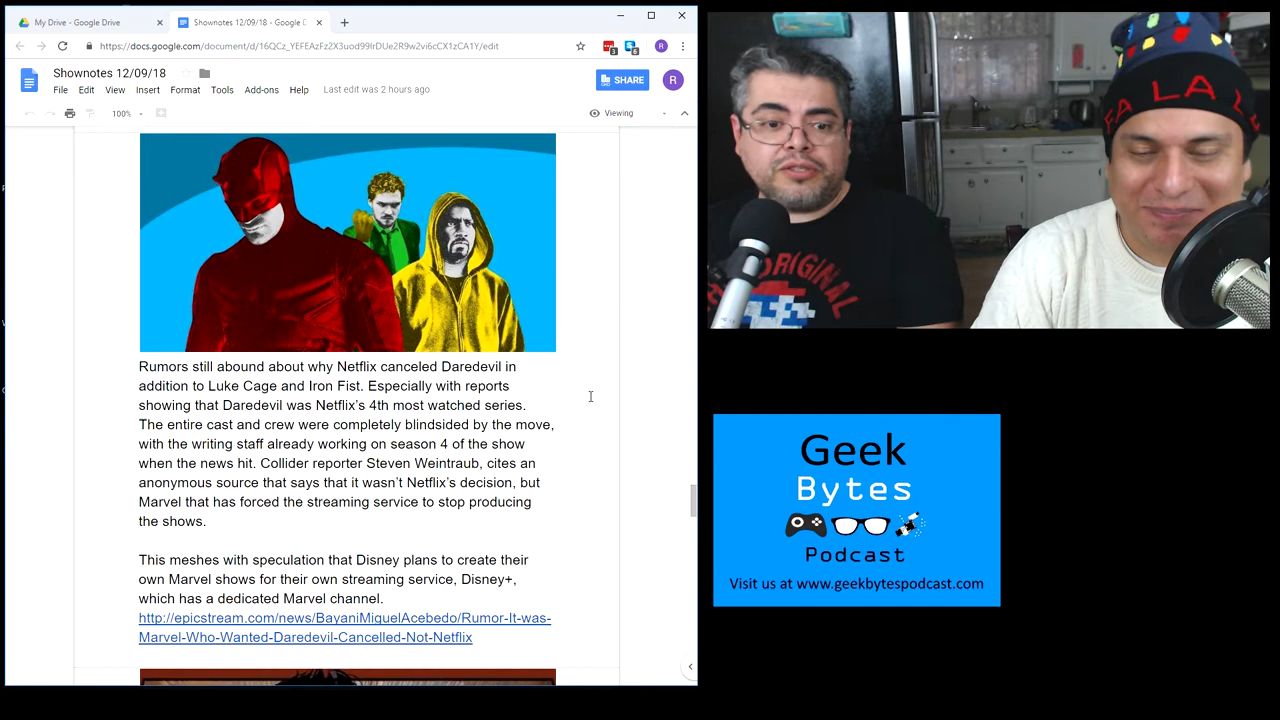 My Drive - Google Drive
Shownotes 12/09/18 - Google D
https://docs.google.com/document/d/16QCz_YEFEAzFz2X3uod99IrDUe2R9w2vi6cCX1zCA1Y/edit
Shownotes 12/09/18
SHARE
R
File Edit View Insert Format Tools Add-ons Help Last edit was 2 hours ago
100%
Viewing
Rumors still abound about why Netflix canceled Daredevil in
addition to Luke Cage and Iron Fist. Especially with reports
showing that Daredevil was Netflix's 4th most watched series.
The entire cast and crew were completely blindsided by the move,
with the writing staff already working on season 4 of the show
when the news hit. Collider reporter Steven Weintraub, cites an
anonymous source that says that it wasn't Netflix's decision, but
Marvel that has forced the streaming service to stop producing
the shows.
This meshes with speculation that Disney plans to create their
own Marvel shows for their own streaming service, Disney+,
which has a dedicated Marvel channel.
http://epicstream.com/news/BayaniMiguelAcebedo/Rumor-It-was-
Marvel-Who-Wanted-Daredevil-Cancelled-Not-Netflix
FA LA L
ORIGINAL
Geek
Bytes
Podcast
Visit us at www.geekbytespodcast.com